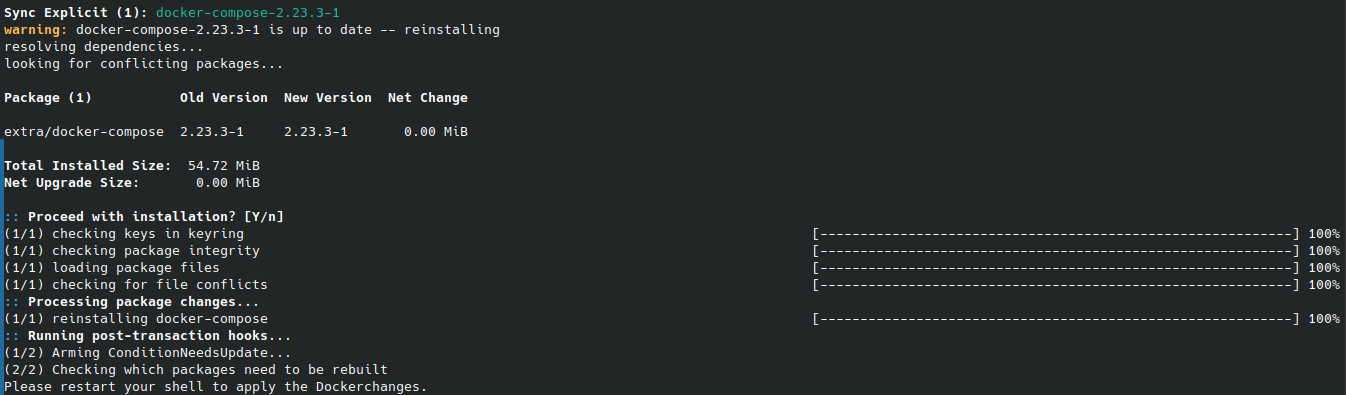 Sync Explicit (1): docker-compose-2.23.3-1
warning: docker-compose-2.23.3-1 is up to date -- reinstalling
resolving dependencies...
looking for conflicting packages...
Package (1)           Old Version  New Version  Net Change
extra/docker-compose  2.23.3-1     2.23.3-1       0.00 MiB
Total Installed Size:  54.72 MiB
Net Upgrade Size:       0.00 MiB
:: Proceed with installation? [Y/n]
(1/1) checking keys in keyring [-----------------------------------------------------------] 100%
(1/1) checking package integrity [-----------------------------------------------------------] 100%
(1/1) loading package files [-----------------------------------------------------------] 100%
(1/1) checking for file conflicts [-----------------------------------------------------------] 100%
:: Processing package changes...
(1/1) reinstalling docker-compose [-----------------------------------------------------------] 100%
:: Running post-transaction hooks...
(1/2) Arming ConditionNeedsUpdate...
(2/2) Checking which packages need to be rebuilt
Please restart your shell to apply the Dockerchanges.